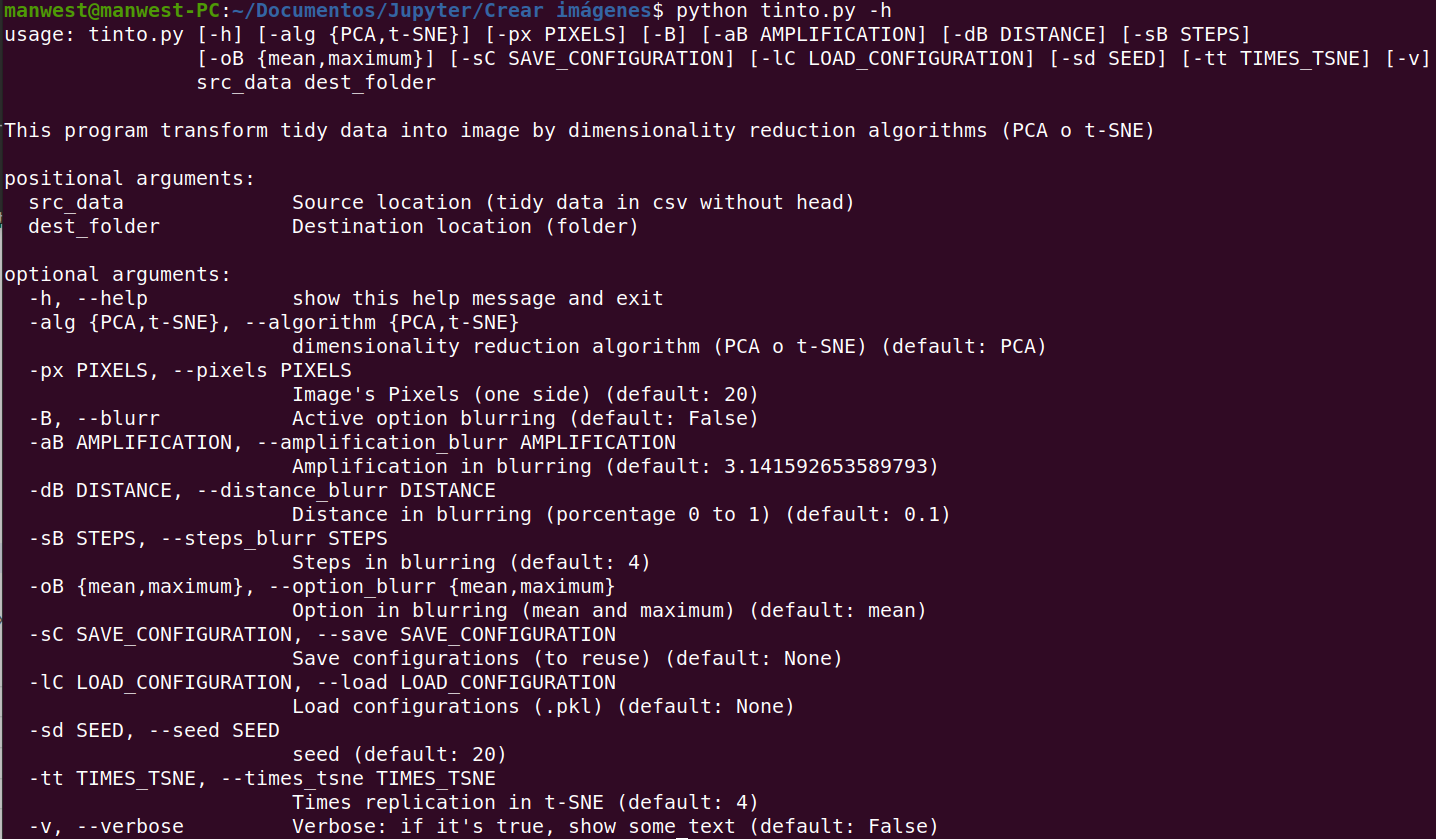 manwest@manwest-PC:~/Documentos/Jupyter/Crear imágenes$ python tinto.py -h
usage: tinto.py [-h] [-alg {PCA,t-SNE}] [-px PIXELS] [-B] [-aB AMPLIFICATION] [-dB DISTANCE] [-sB STEPS]
                [-oB {mean,maximum}] [-sC SAVE_CONFIGURATION] [-lC LOAD_CONFIGURATION] [-sd SEED] [-tt TIMES_TSNE] [-v]
                src_data dest_folder

This program transform tidy data into image by dimensionality reduction algorithms (PCA o t-SNE)

positional arguments:
  src_data              Source location (tidy data in csv without head)
  dest_folder           Destination location (folder)

optional arguments:
  -h, --help            show this help message and exit
  -alg {PCA,t-SNE}, --algorithm {PCA,t-SNE}
                        dimensionality reduction algorithm (PCA o t-SNE) (default: PCA)
  -px PIXELS, --pixels PIXELS
                        Image's Pixels (one side) (default: 20)
  -B, --blurr           Active option blurring (default: False)
  -aB AMPLIFICATION, --amplification_blurr AMPLIFICATION
                        Amplification in blurring (default: 3.141592653589793)
  -dB DISTANCE, --distance_blurr DISTANCE
                        Distance in blurring (porcentage 0 to 1) (default: 0.1)
  -sB STEPS, --steps_blurr STEPS
                        Steps in blurring (default: 4)
  -oB {mean,maximum}, --option_blurr {mean,maximum}
                        Option in blurring (mean and maximum) (default: mean)
  -sC SAVE_CONFIGURATION, --save SAVE_CONFIGURATION
                        Save configurations (to reuse) (default: None)
  -lC LOAD_CONFIGURATION, --load LOAD_CONFIGURATION
                        Load configurations (.pkl) (default: None)
  -sd SEED, --seed SEED
                        seed (default: 20)
  -tt TIMES_TSNE, --times_tsne TIMES_TSNE
                        Times replication in t-SNE (default: 4)
  -v, --verbose         Verbose: if it's true, show some_text (default: False)